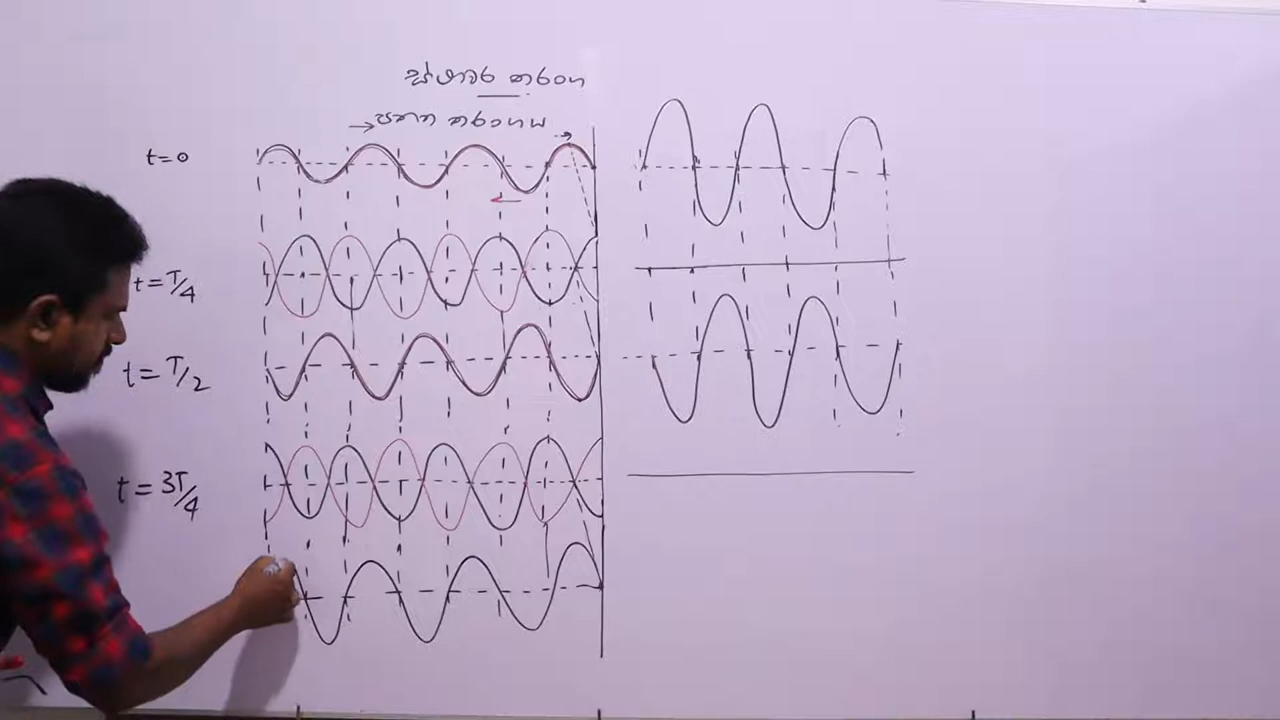 ස්ථාවර තරංග
→ පතන තරංගය
t=0
t = T/4
t = T/2
t = 3T/4